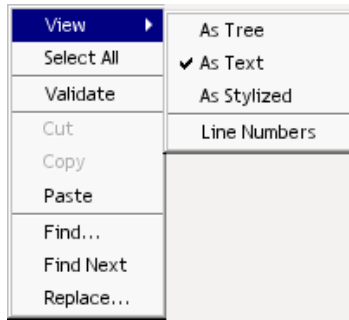 View
Select All
Validate
Cut
Copy
Paste
Find...
Find Next
Replace...
As Tree
As Text
As Stylized
Line Numbers